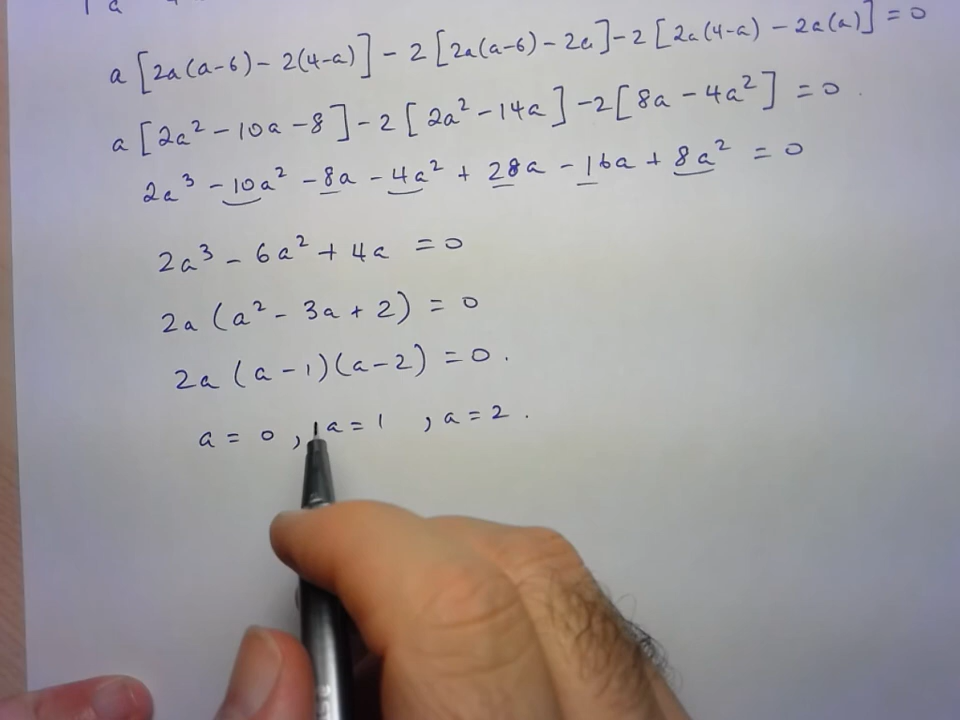 a [2a(a-6) - 2(4-a)] - 2 [2a(a-6) - 2a] - 2 [2a(4-a) - 2a(a)] = 0
a [2a² - 10a - 8] - 2 [2a² - 14a] - 2 [8a - 4a²] = 0.
2a³ - 10a² - 8a - 4a² + 28a - 16a + 8a² = 0
2a³ - 6a² + 4a = 0
2a (a² - 3a + 2) = 0
2a (a - 1)(a - 2) = 0.
a = 0, a = 1, a = 2.